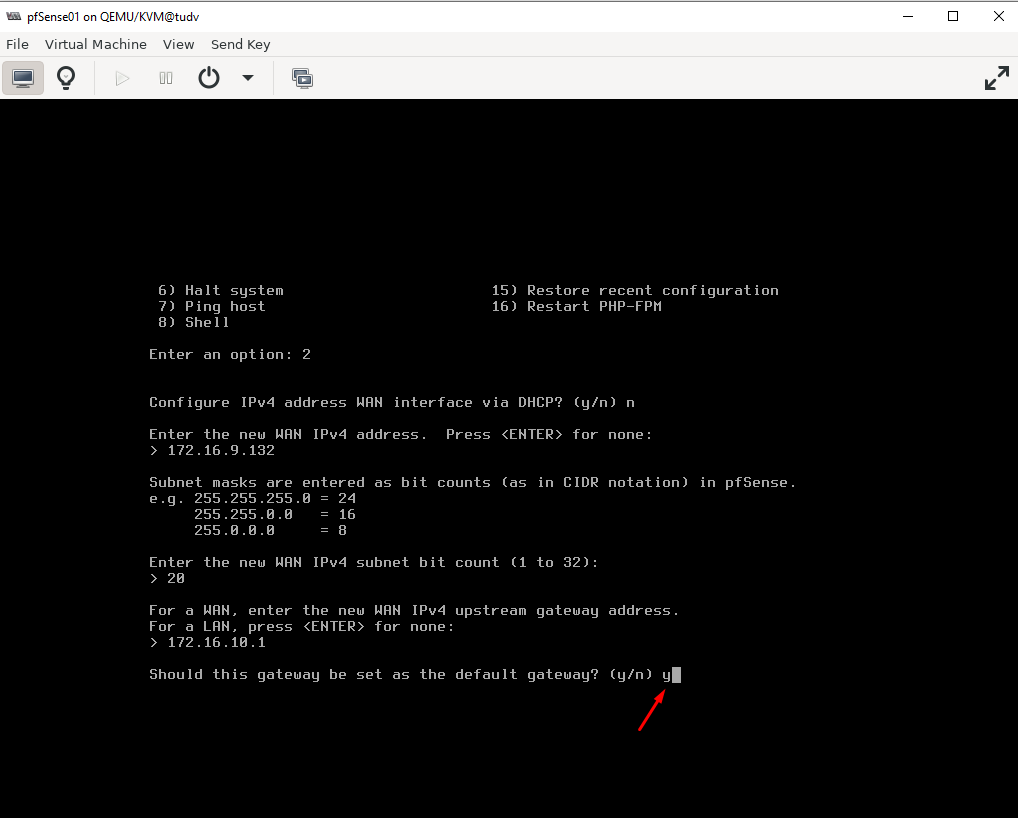 pfSense01 on QEMU/KVM@tudv
File Virtual Machine View Send Key
6) Halt system 15) Restore recent configuration
7) Ping host 16) Restart PHP-FPM
8) Shell
Enter an option: 2
Configure IPv4 address WAN interface via DHCP? (y/n) n
Enter the new WAN IPv4 address.  Press <ENTER> for none:
> 172.16.9.132
Subnet masks are entered as bit counts (as in CIDR notation) in pfSense.
e.g. 255.255.255.0 = 24
255.255.0.0   = 16
255.0.0.0     = 8
Enter the new WAN IPv4 subnet bit count (1 to 32):
> 20
For a WAN, enter the new WAN IPv4 upstream gateway address.
For a LAN, press <ENTER> for none:
> 172.16.10.1
Should this gateway be set as the default gateway? (y/n) y